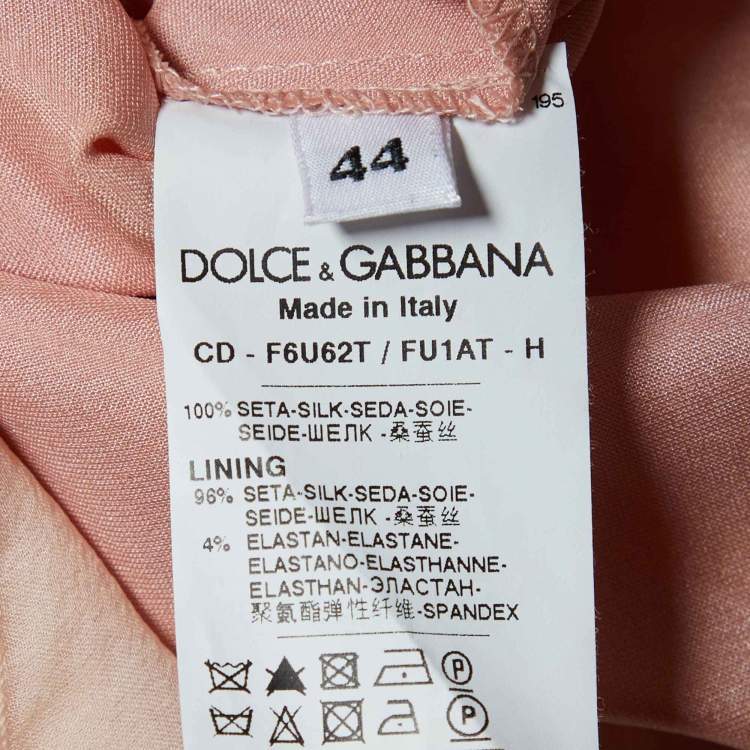 195
44
DOLCE & GABBANA
Made in Italy
CD - F6U62T / FU1AT - H
100% SETA-SILK-SEDA-SOIE-
SEIDE-ШЕЛК -桑蚕丝
LINING
96% SETA-SILK-SEDA-SOIE-
SEIDE-ШЕЛК -桑蚕丝
4% ELASTAN-ELASTANE-
ELASTANO-ELASTHANNE-
ELASTHAN-ЭЛАСТАН-
聚氨酯弹性纤维-SPANDEX
P
P